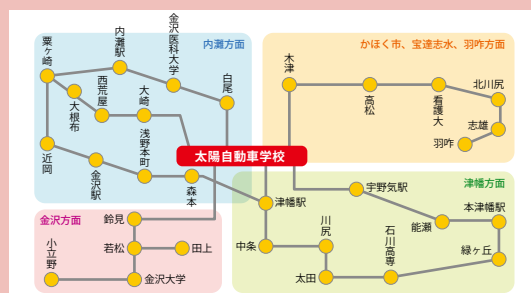 内灘方面
粟ヶ崎
内灘駅
金沢医科大学
白尾
大根布
西荒屋
大崎
浅野本町
近岡
金沢駅
森本
太陽自動車学校
かほく市、宝達志水、羽咋方面
木津
高松
看護大
北川尻
志雄
羽咋
金沢方面
鈴見
小立野
若松
田上
金沢大学
津幡方面
津幡駅
宇野気駅
本津幡駅
能瀬
中条
川尻
石川高専
緑ヶ丘
太田